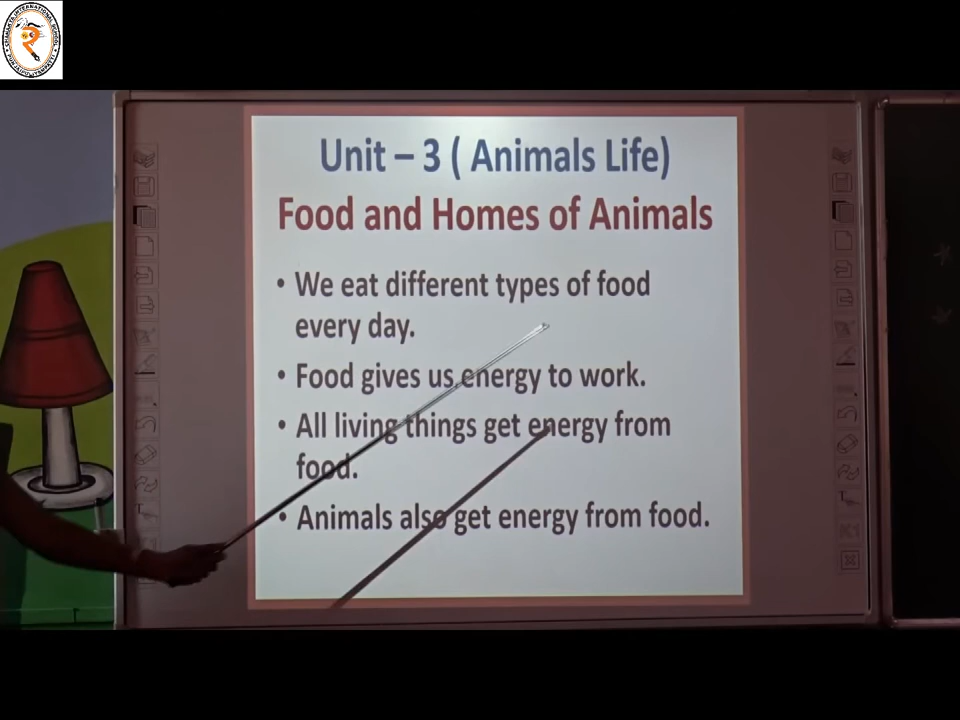 Unit – 3 ( Animals Life)
Food and Homes of Animals
• We eat different types of food
every day.
• Food gives us energy to work.
• All living things get energy from
food.
• Animals also get energy from food.